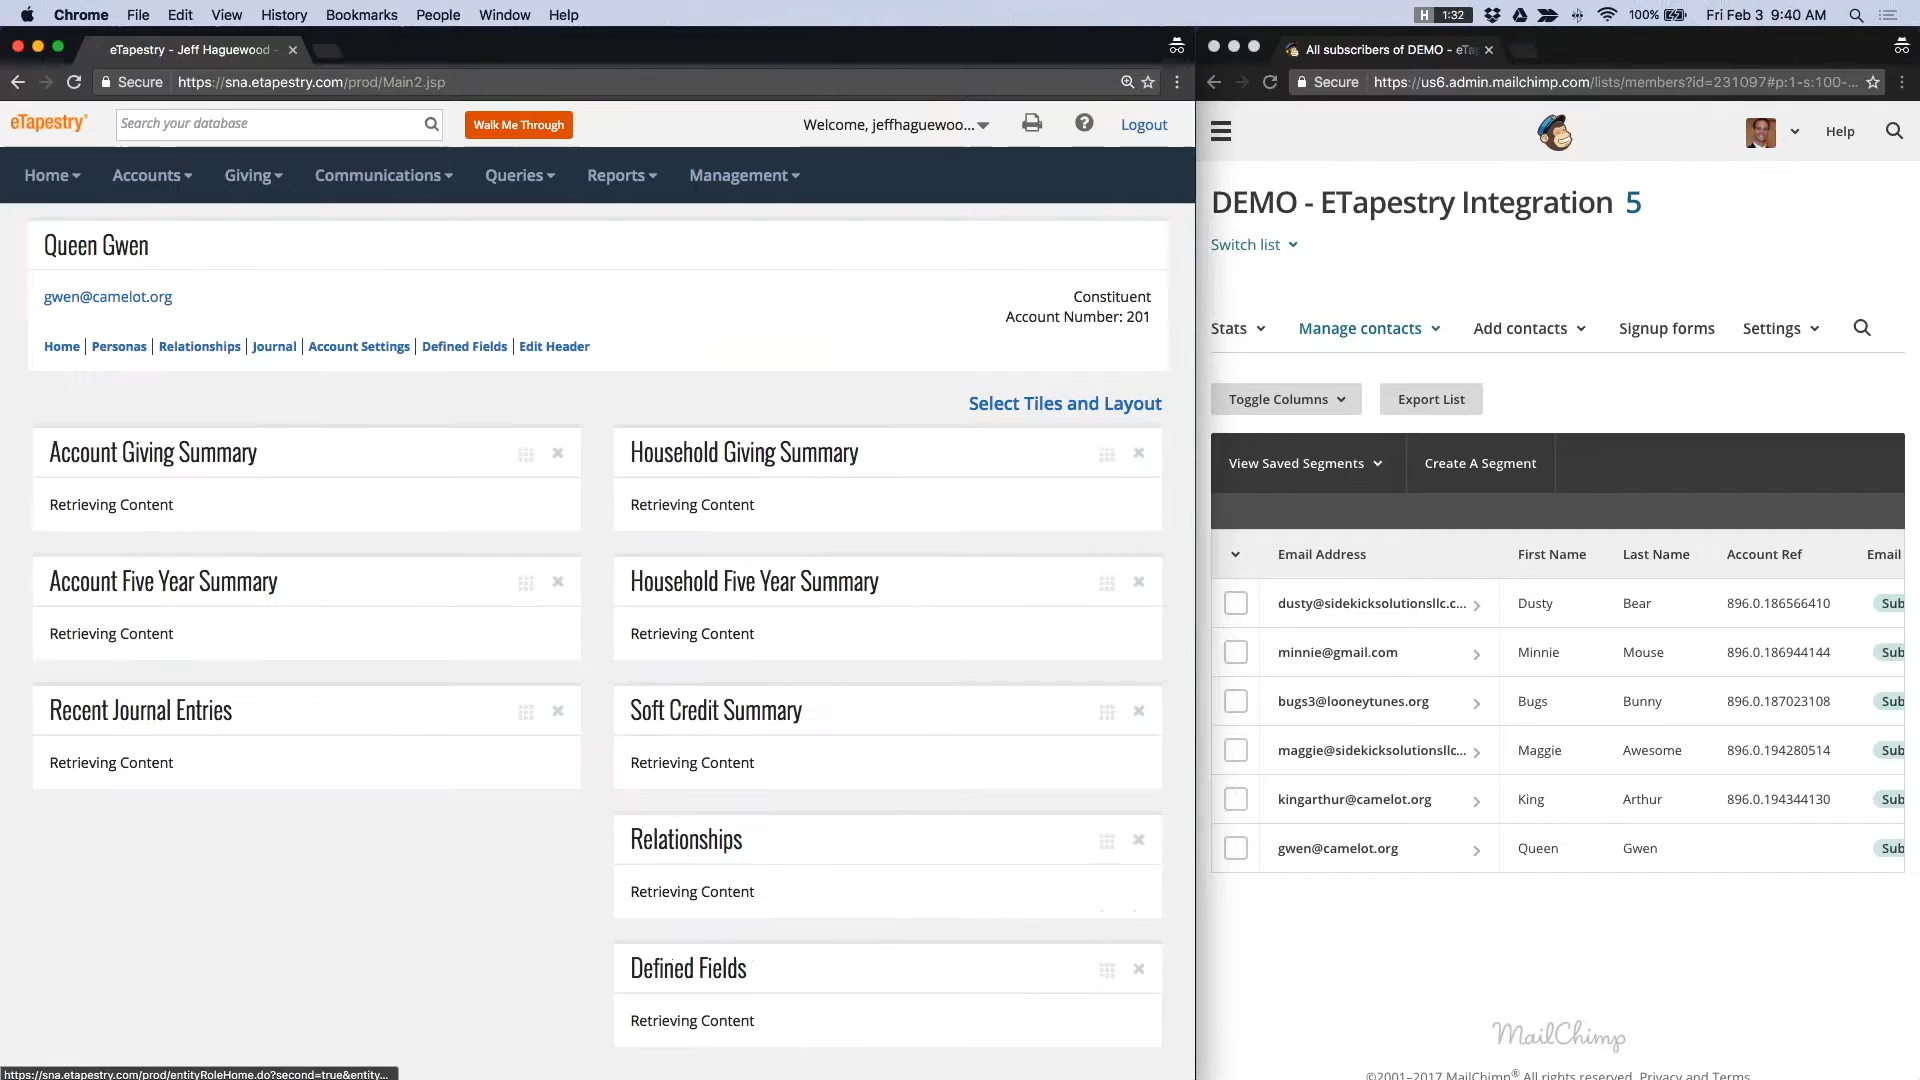 Chrome File Edit View History Bookmarks People Window Help
H 1:32 100% Fri Feb 3 9:40 AM
eTapestry - Jeff Haguewood -
Secure https://sna.etapestry.com/prod/Main2.jsp
eTapestry
Search your database
Walk Me Through
Welcome, jeffhaguewoo...
Logout
Home Accounts Giving Communications Queries Reports Management
Queen Gwen
gwen@camelot.org
Constituent
Account Number: 201
Home Personas Relationships Journal Account Settings Defined Fields Edit Header
Select Tiles and Layout
Account Giving Summary
Retrieving Content
Household Giving Summary
Retrieving Content
Account Five Year Summary
Retrieving Content
Household Five Year Summary
Retrieving Content
Recent Journal Entries
Retrieving Content
Soft Credit Summary
Retrieving Content
Relationships
Retrieving Content
Defined Fields
Retrieving Content
https://sna.etapestry.com/prod/entityRoleHome.do?second=true&entity...
All subscribers of DEMO - eTap
Secure https://us6.admin.mailchimp.com/lists/members?id=231097#p:1-s:100-...
Help
DEMO - ETapestry Integration 5
Switch list
Stats Manage contacts Add contacts Signup forms Settings
Toggle Columns Export List
View Saved Segments Create A Segment
Email Address First Name Last Name Account Ref Email
dusty@sidekicksolutionsllc.c... Dusty Bear 896.0.186566410 Sub
minnie@gmail.com Minnie Mouse 896.0.186944144 Sub
bugs3@looneytunes.org Bugs Bunny 896.0.187023108 Sub
maggie@sidekicksolutionsllc... Maggie Awesome 896.0.194280514 Sub
kingarthur@camelot.org King Arthur 896.0.194344130 Sub
gwen@camelot.org Queen Gwen Sub
MailChimp
©2001–2017 MailChimp® All rights reserved. Privacy and Terms